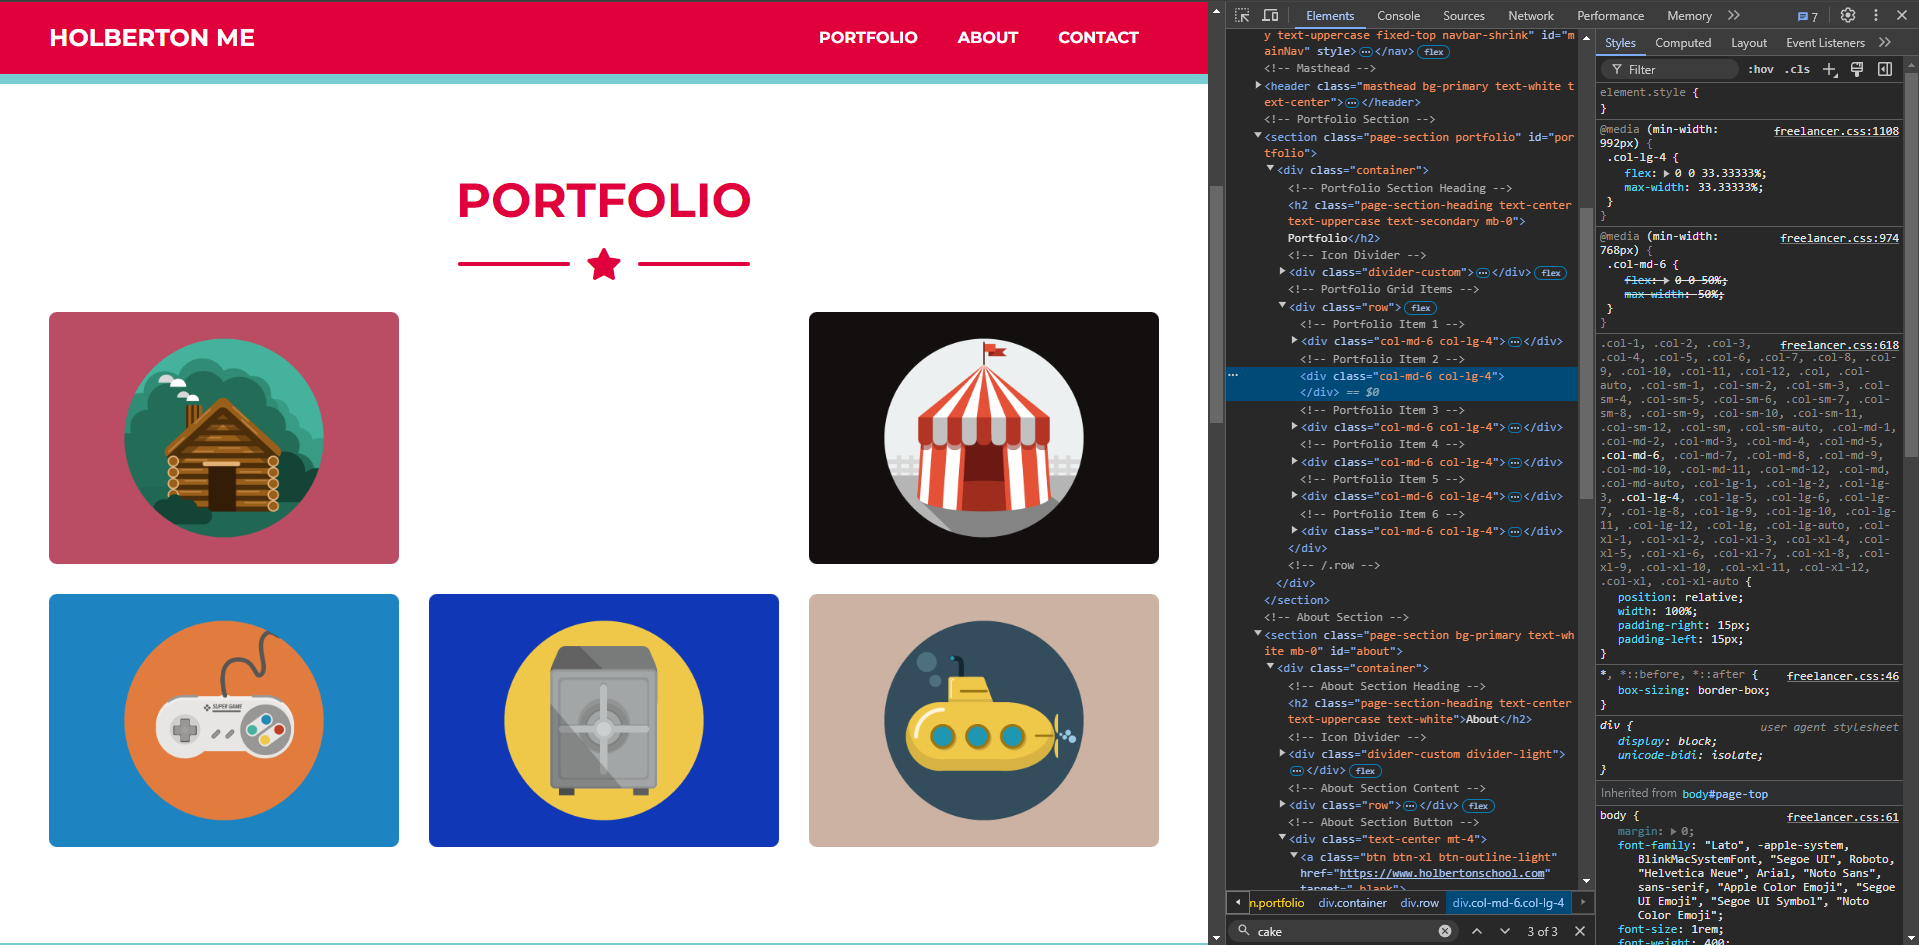 HOLBERTON ME
PORTFOLIO ABOUT CONTACT
PORTFOLIO
SUPER GAME
Elements Console Sources Network Performance Memory 7
y text-uppercase fixed-top navbar-shrink" id="m
ainNav" style>…</nav> flex
<!-- Masthead -->
<header class="masthead bg-primary text-white t
ext-center">…</header>
<!-- Portfolio Section -->
<section class="page-section portfolio" id="por
tfolio">
<div class="container">
<!-- Portfolio Section Heading -->
<h2 class="page-section-heading text-center
text-uppercase text-secondary mb-0">
Portfolio</h2>
<!-- Icon Divider -->
<div class="divider-custom">…</div> flex
<!-- Portfolio Grid Items -->
<div class="row"> flex
<!-- Portfolio Item 1 -->
<div class="col-md-6 col-lg-4">…</div>
<!-- Portfolio Item 2 -->
… <div class="col-md-6 col-lg-4">
</div> == $0
<!-- Portfolio Item 3 -->
<div class="col-md-6 col-lg-4">…</div>
<!-- Portfolio Item 4 -->
<div class="col-md-6 col-lg-4">…</div>
<!-- Portfolio Item 5 -->
<div class="col-md-6 col-lg-4">…</div>
<!-- Portfolio Item 6 -->
<div class="col-md-6 col-lg-4">…</div>
</div>
<!-- /.row -->
</div>
</section>
<!-- About Section -->
<section class="page-section bg-primary text-wh
ite mb-0" id="about">
<div class="container">
<!-- About Section Heading -->
<h2 class="page-section-heading text-center
text-uppercase text-white">About</h2>
<!-- Icon Divider -->
<div class="divider-custom divider-light">
…</div> flex
<!-- About Section Content -->
<div class="row">…</div> flex
<!-- About Section Button -->
<div class="text-center mt-4">
<a class="btn btn-xl btn-outline-light"
href="https://www.holbertonschool.com"
target="_blank">
n.portfolio div.container div.row div.col-md-6.col-lg-4
cake 3 of 3
Styles Computed Layout Event Listeners
Filter :hov .cls
element.style {
}
@media (min-width: freelancer.css:1108
992px) {
.col-lg-4 {
flex: 0 0 33.33333%;
max-width: 33.33333%;
}
}
@media (min-width: freelancer.css:974
768px) {
.col-md-6 {
flex: 0 0 50%;
max-width: 50%;
}
}
.col-1, .col-2, .col-3, freelancer.css:618
.col-4, .col-5, .col-6, .col-7, .col-8, .col-
9, .col-10, .col-11, .col-12, .col, .col-
auto, .col-sm-1, .col-sm-2, .col-sm-3, .col-
sm-4, .col-sm-5, .col-sm-6, .col-sm-7, .col-
sm-8, .col-sm-9, .col-sm-10, .col-sm-11,
.col-sm-12, .col-sm, .col-sm-auto, .col-md-1,
.col-md-2, .col-md-3, .col-md-4, .col-md-5,
.col-md-6, .col-md-7, .col-md-8, .col-md-9,
.col-md-10, .col-md-11, .col-md-12, .col-md,
.col-md-auto, .col-lg-1, .col-lg-2, .col-lg-
3, .col-lg-4, .col-lg-5, .col-lg-6, .col-lg-
7, .col-lg-8, .col-lg-9, .col-lg-10, .col-lg-
11, .col-lg-12, .col-lg, .col-lg-auto, .col-
xl-1, .col-xl-2, .col-xl-3, .col-xl-4, .col-
xl-5, .col-xl-6, .col-xl-7, .col-xl-8, .col-
xl-9, .col-xl-10, .col-xl-11, .col-xl-12,
.col-xl, .col-xl-auto {
position: relative;
width: 100%;
padding-right: 15px;
padding-left: 15px;
}
*, *::before, *::after { freelancer.css:46
box-sizing: border-box;
}
div { user agent stylesheet
display: block;
unicode-bidi: isolate;
}
Inherited from body#page-top
body { freelancer.css:61
margin: 0;
font-family: "Lato", -apple-system,
BlinkMacSystemFont, "Segoe UI", Roboto,
"Helvetica Neue", Arial, "Noto Sans",
sans-serif, "Apple Color Emoji", "Segoe
UI Emoji", "Segoe UI Symbol", "Noto
Color Emoji";
font-size: 1rem;
font-weight: 400;